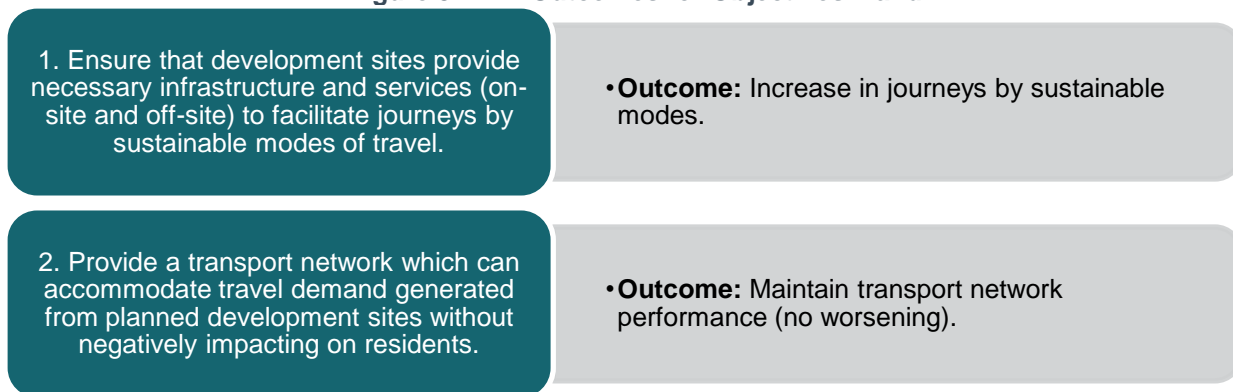 1. Ensure that development sites provide
necessary infrastructure and services (on-
site and off-site) to facilitate journeys by
sustainable modes of travel.
•Outcome: Increase in journeys by sustainable
modes.
2. Provide a transport network which can
accommodate travel demand generated
from planned development sites without
negatively impacting on residents.
•Outcome: Maintain transport network
performance (no worsening).